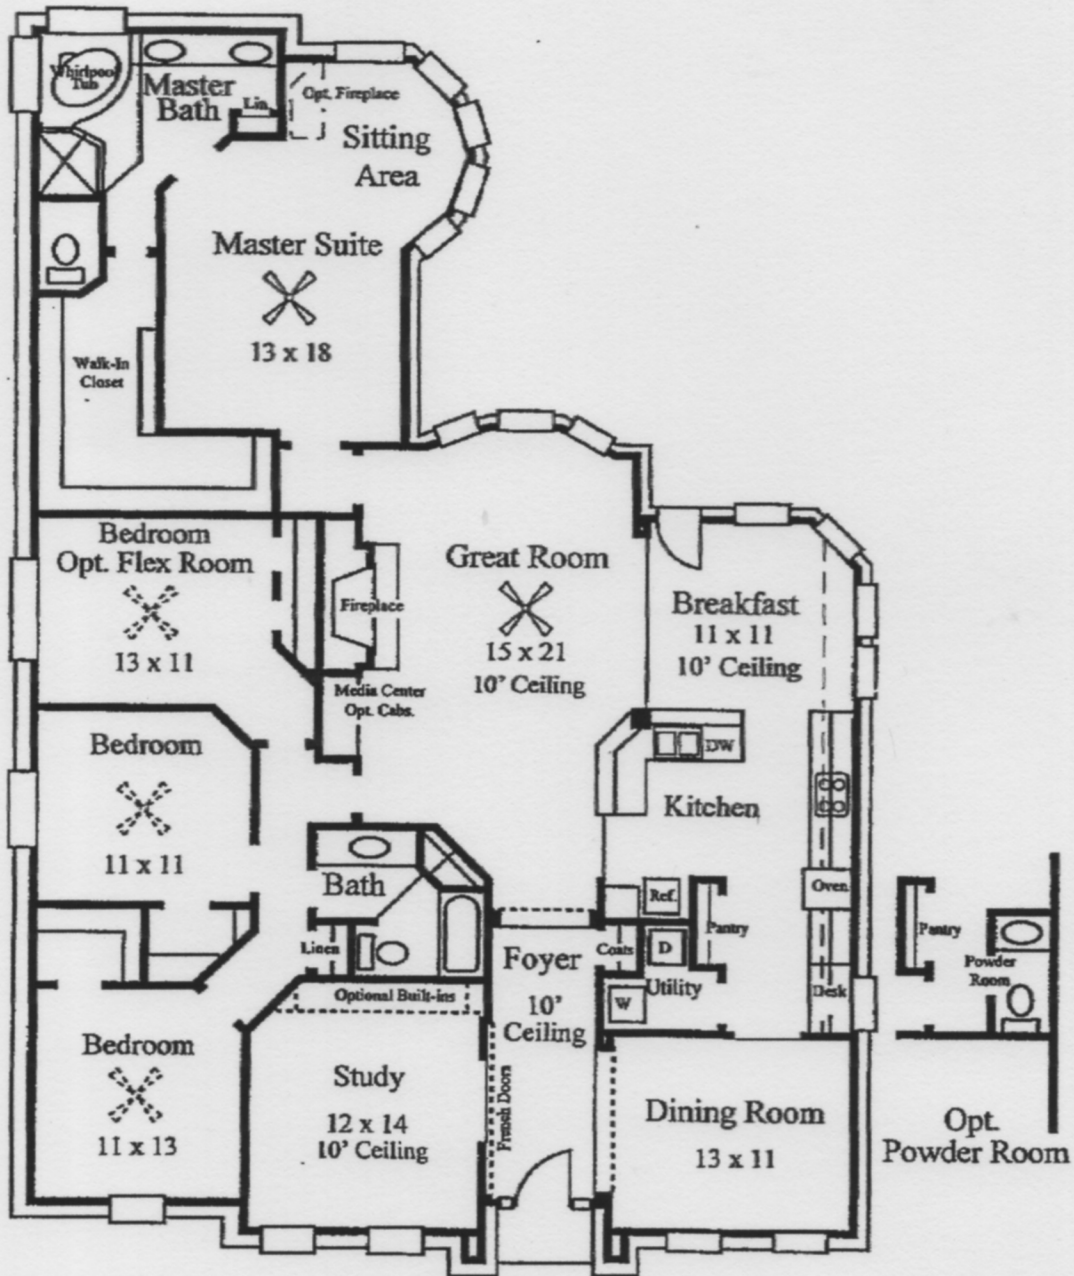 Whirlpool
Tub
Master
Bath
Lin.
Opt. Fireplace
Sitting
Area
Master Suite
13 x 18
Walk-In
Closet
Bedroom
Opt. Flex Room
13 x 11
Fireplace
Great Room
15 x 21
10' Ceiling
Breakfast
11 x 11
10' Ceiling
Media Center
Opt. Cabs.
Bedroom
11 x 11
DW
Kitchen
Oven
Bath
Linen
Ref.
Pantry
Coats
D
Utility
W
Desk
Foyer
10'
Ceiling
Optional Built-ins
Bedroom
11 x 13
Study
12 x 14
10' Ceiling
French Doors
Dining Room
13 x 11
Pantry
Powder
Room
Opt.
Powder Room